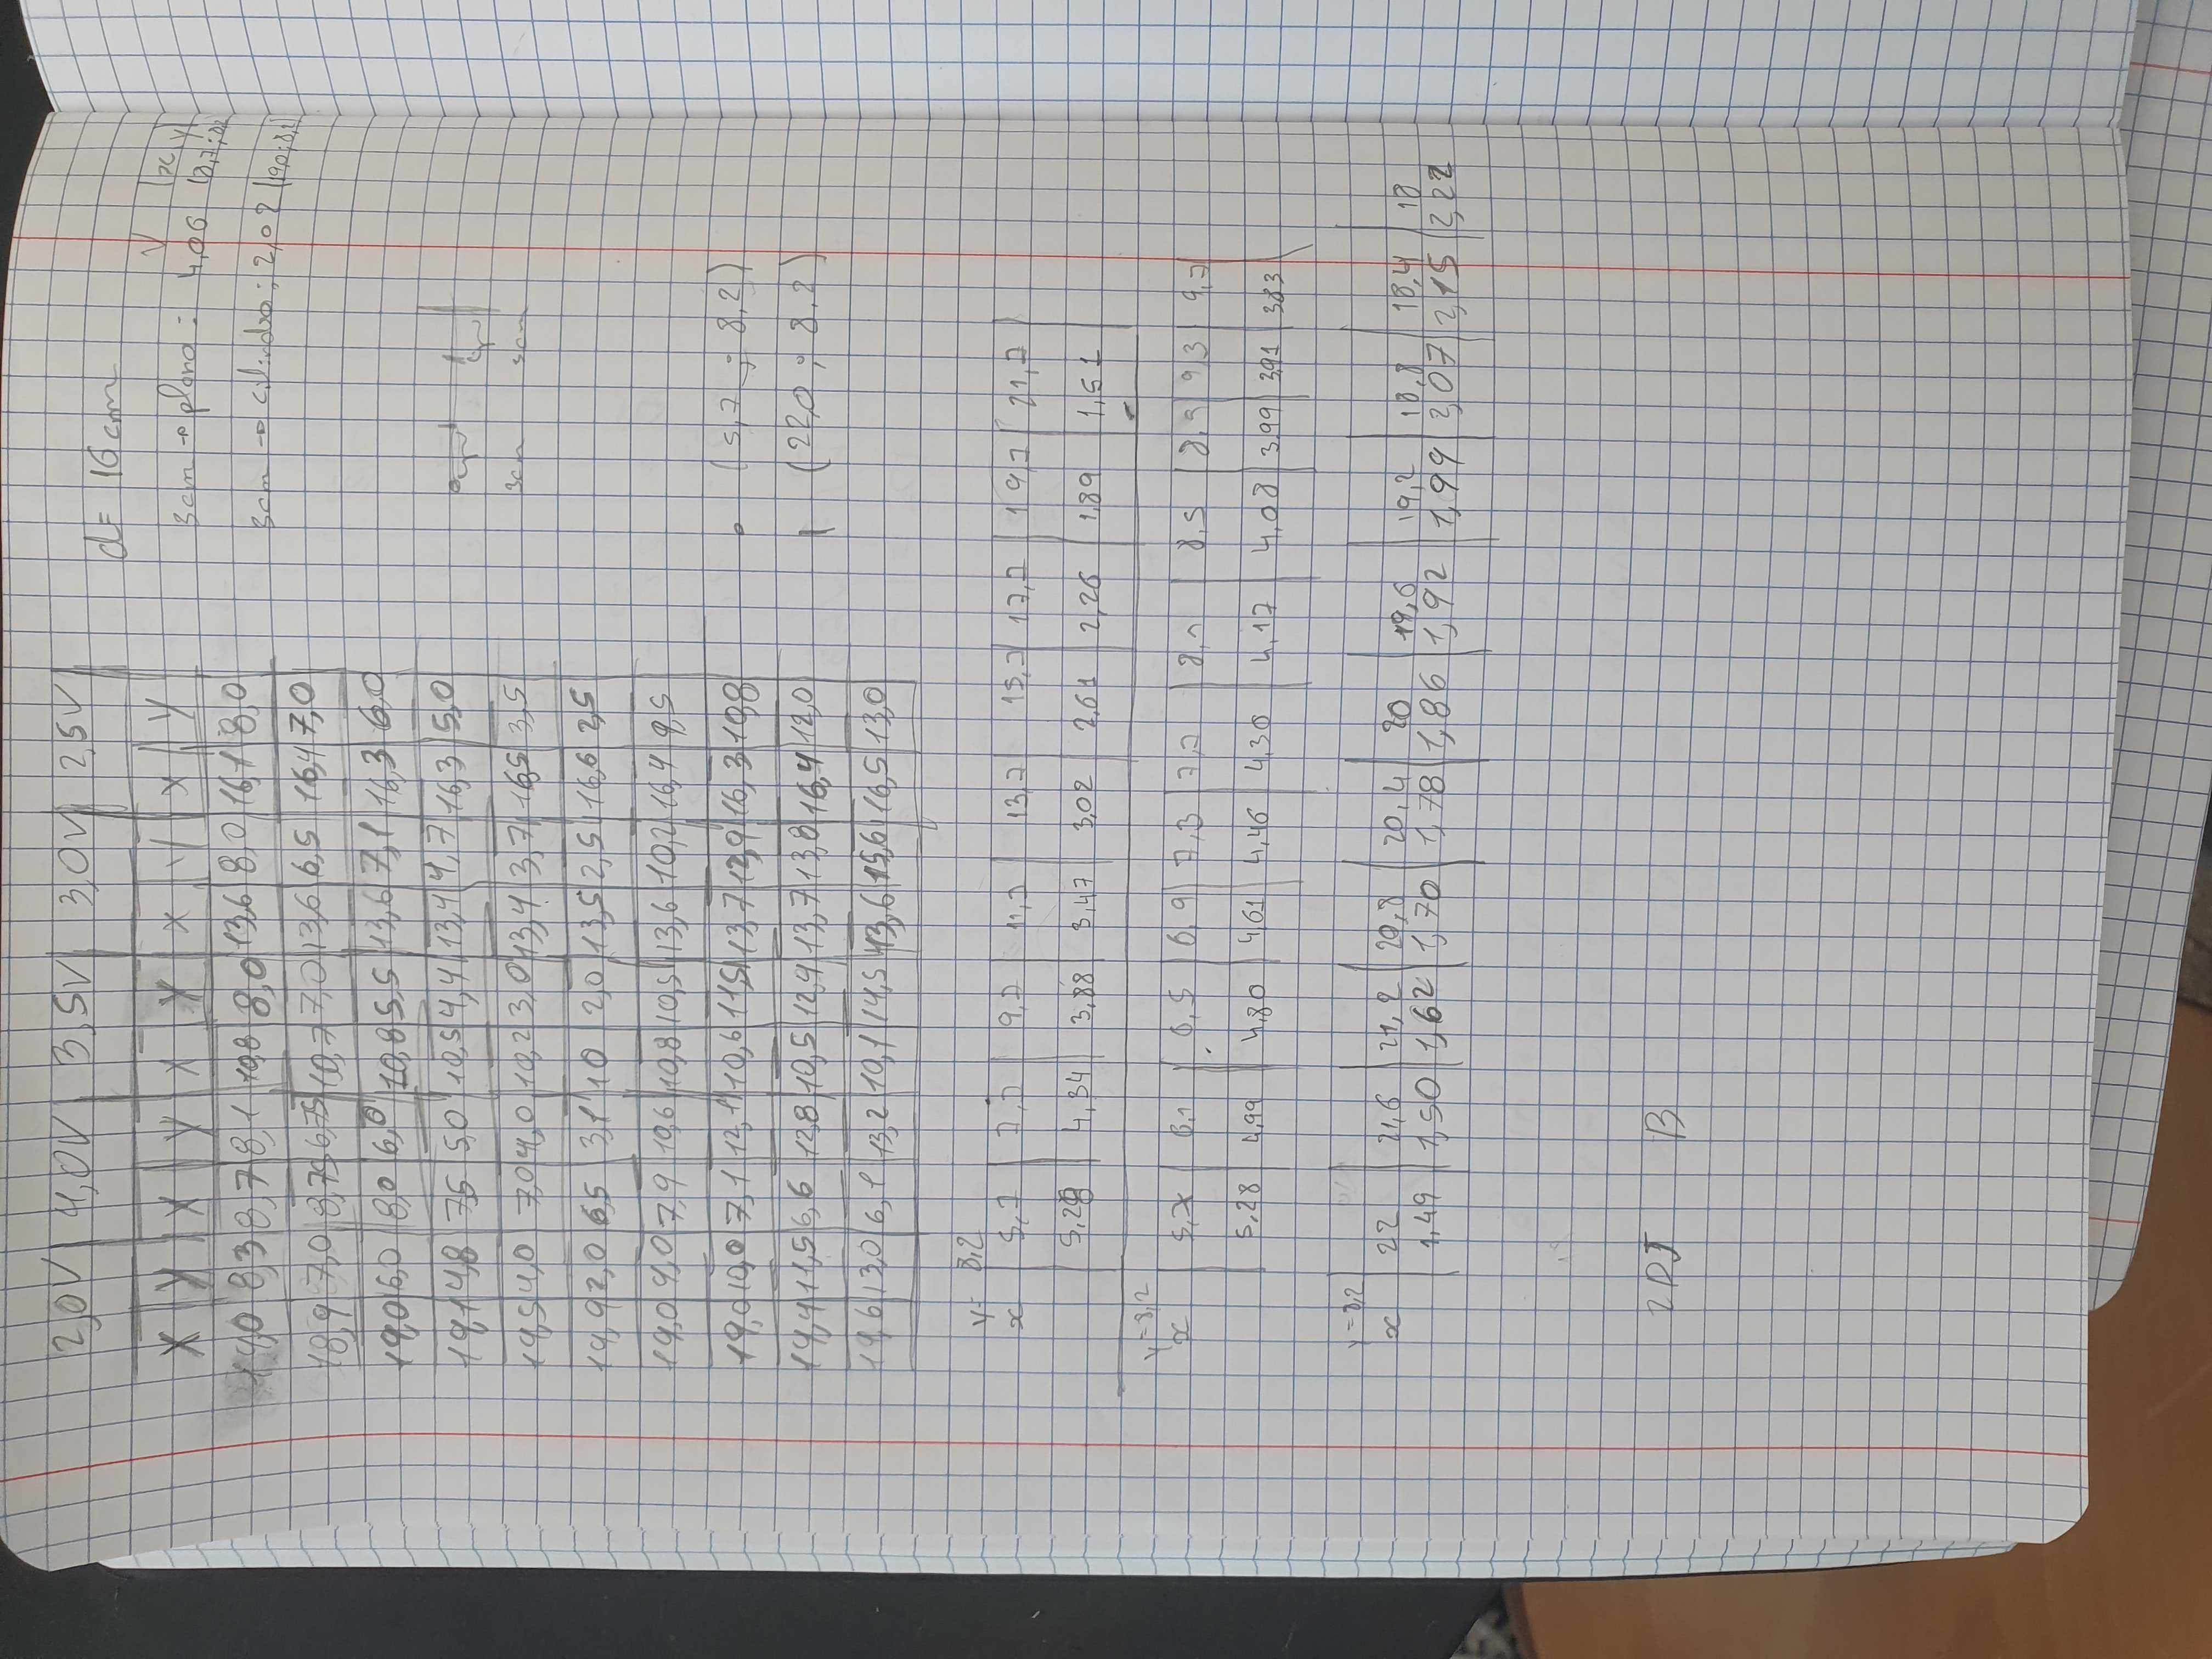 2,0V 4,0V 3,5V 3,0V 2,5V
x y x y x y x y x y
19,0 8,3 8,7 8,1 10,8 8,0 13,6 8,0 16,1 8,0
18,9 7,0 8,75 6,75 10,7 7,0 13,6 6,5 16,4 7,0
19,0 6,0 8,0 6,0 10,8 5,5 13,6 7,1 16,3 6,0
19,1 4,8 7,5 5,0 10,5 4,4 13,4 4,7 16,3 5,0
19,5 4,0 7,0 4,0 10,2 3,0 13,4 3,7 16,5 3,5
19,9 2,0 6,5 3,1 10 2,0 13,5 2,5 16,6 2,5
19,0 9,0 7,9 10,6 10,8 10,5 13,6 10,2 16,4 9,5
19,0 10,0 7,1 12,1 10,6 11,5 13,7 12,9 16,3 10,8
19,4 11,5 6,6 12,8 10,5 12,9 13,7 13,8 16,4 12,0
19,6 13,0 6,1 13,2 10,1 14,5 13,6 15,6 16,5 13,0
d= 16 cm
V (x,y)
3cm → plano : 4,06 (8,7 ; 8,2
3cm → cilindro : 2,02 (19,0 ; 8,2)
3cm 3cm
(5,7 ; 8,2)
(22,0 ; 8,2)
y= 8,2
x 5,7 7,7 9,7 11,7 13,7 15,7 17,7 19,7 21,7
5,28 4,34 3,88 3,47 3,02 2,61 2,26 1,89 1,51
y=8,2
x 5,7 6,1 6,5 6,9 7,3 7,7 8,1 8,5 8,9 9,3 9,7
5,28 4,99 4,80 4,61 4,46 4,30 4,17 4,08 3,99 3,91 3,83
y=8,2
x 22 21,6 21,2 20,8 20,4 20 19,6 19,2 18,8 18,4 18
1,49 1,50 1,62 1,70 1,78 1,86 1,92 1,99 2,07 2,15 2,22
B